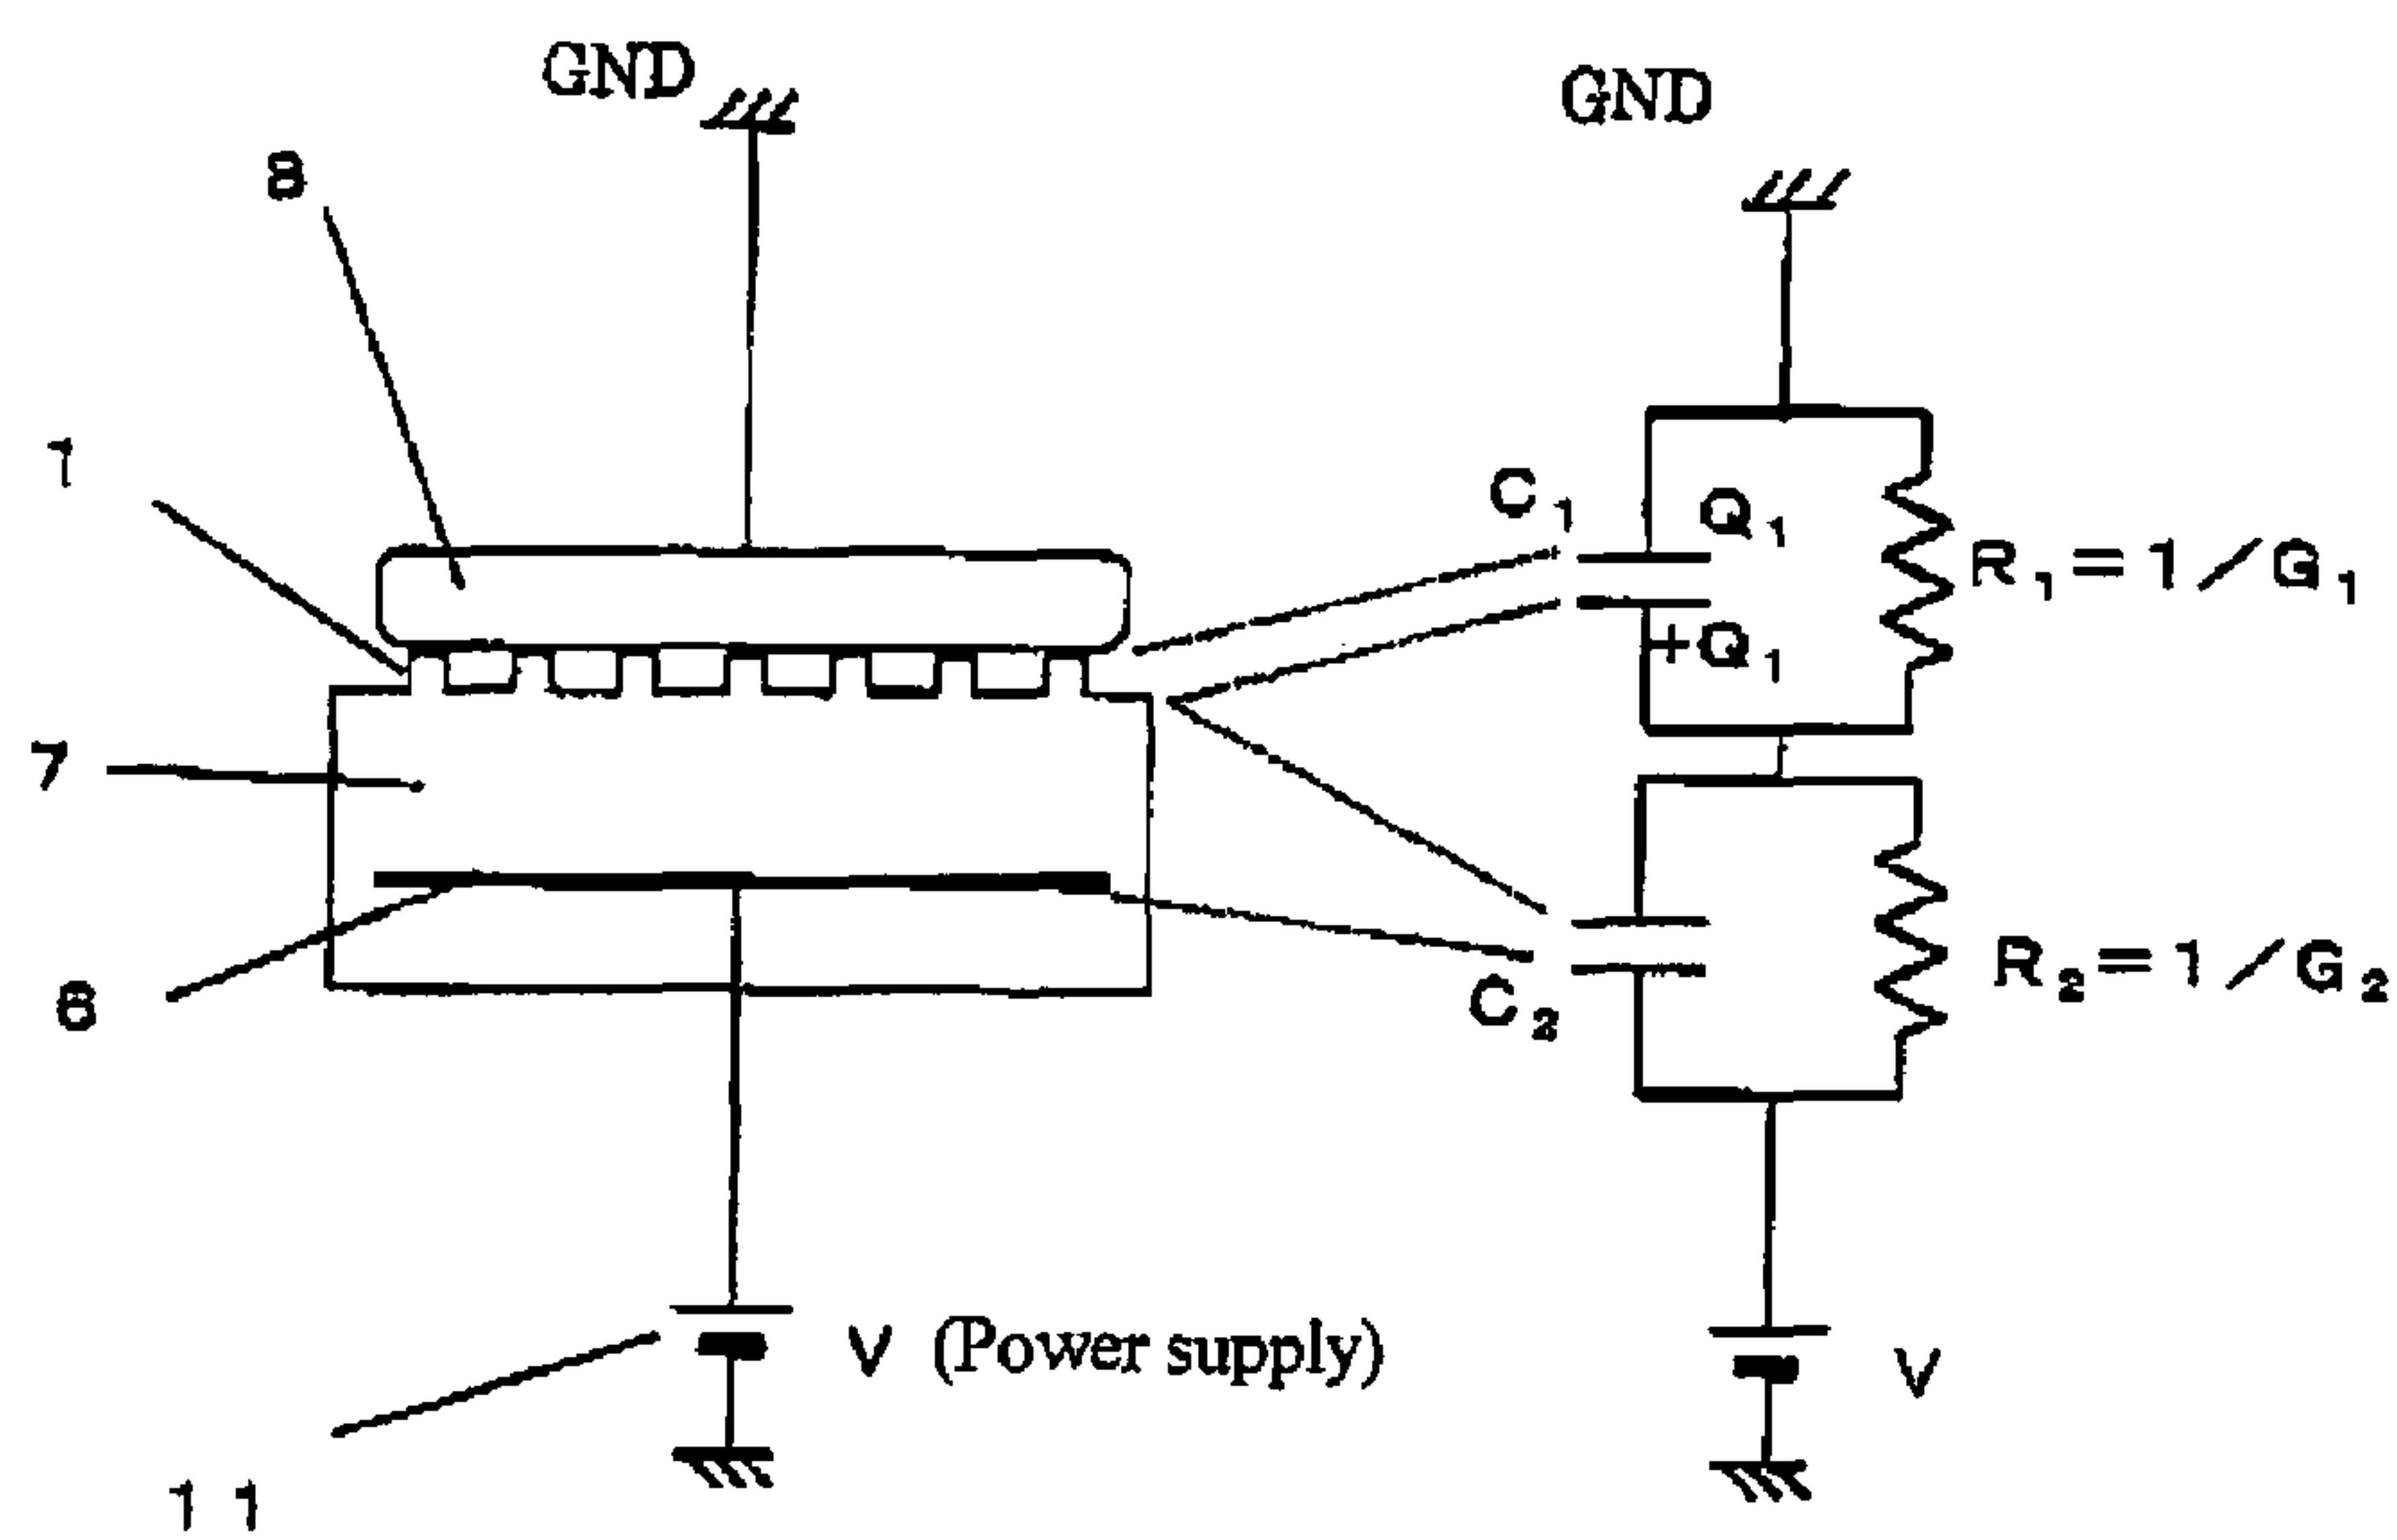 GND
GND
8
1
C₁
Q₁
R₁=1/G₁
+Q₁
7
6
R₂=1/G₂
C₂
V (Power supply)
V
11